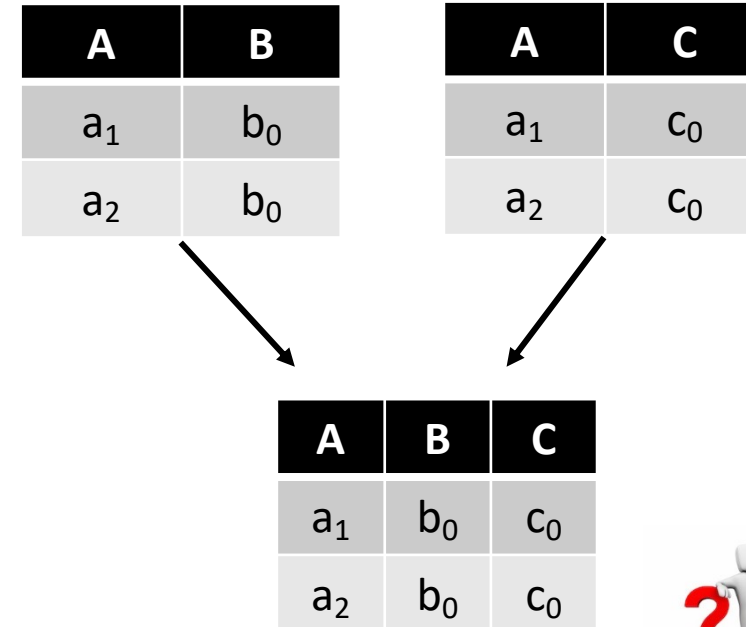 A B
a₁ b₀
a₂ b₀
A C
a₁ c₀
a₂ c₀
A B C
a₁ b₀ c₀
a₂ b₀ c₀
?